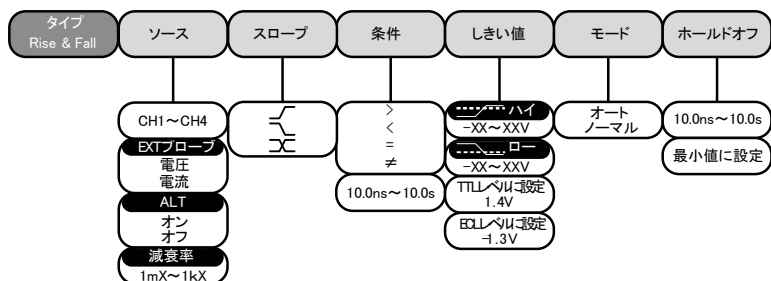 タイプ
Rise & Fall
ソース
スロープ
条件
しきい値
モード
ホールドオフ
CH1～CH4
EXTプローブ
電圧
電流
ALT
オン
オフ
減衰率
1mX～1kX
>
<
=
≠
10.0ns～10.0s
ハイ
-XX～XXV
ロー
-XX～XXV
TTLレベルに設定
1.4V
ECLレベルに設定
-1.3V
オート
ノーマル
10.0ns～10.0s
最小値に設定